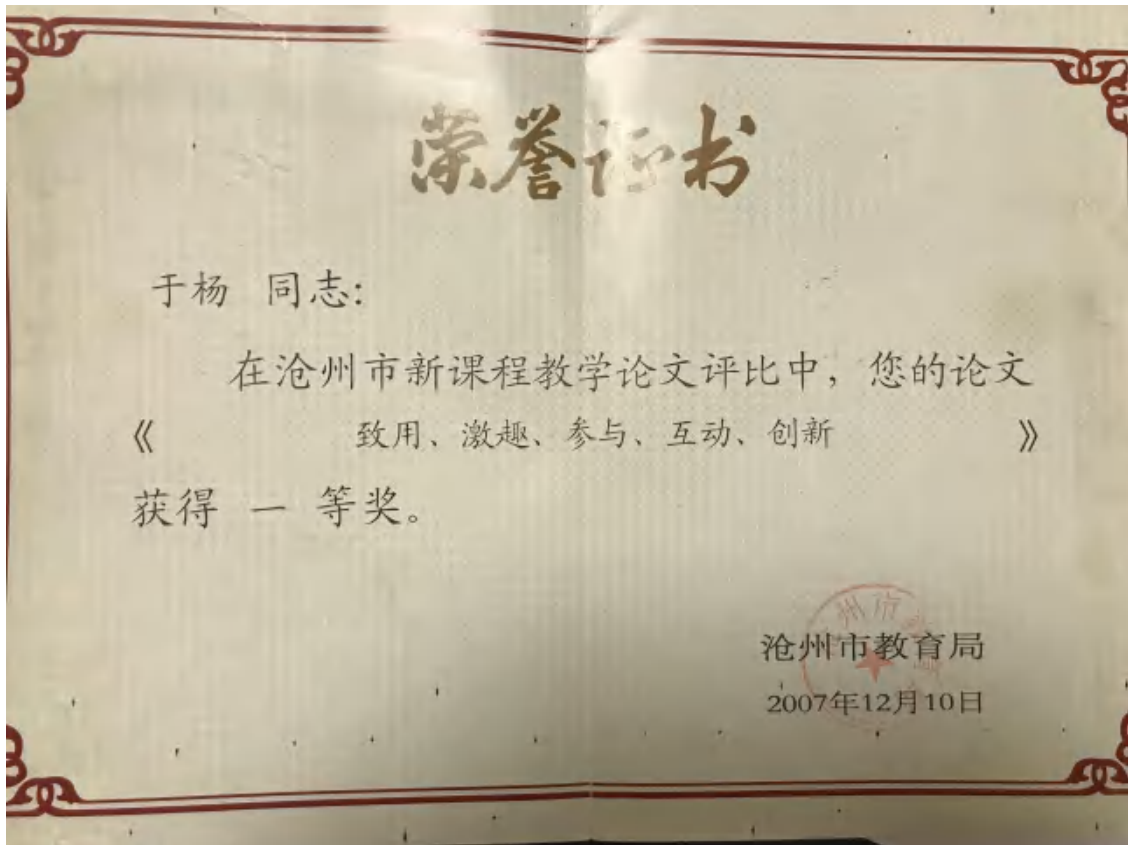 荣誉证书
于杨 同志:
在沧州市新课程教学论文评比中，您的论文
《 致用、激趣、参与、互动、创新 》
获得 一 等奖。
沧州市教育局
2007年12月10日